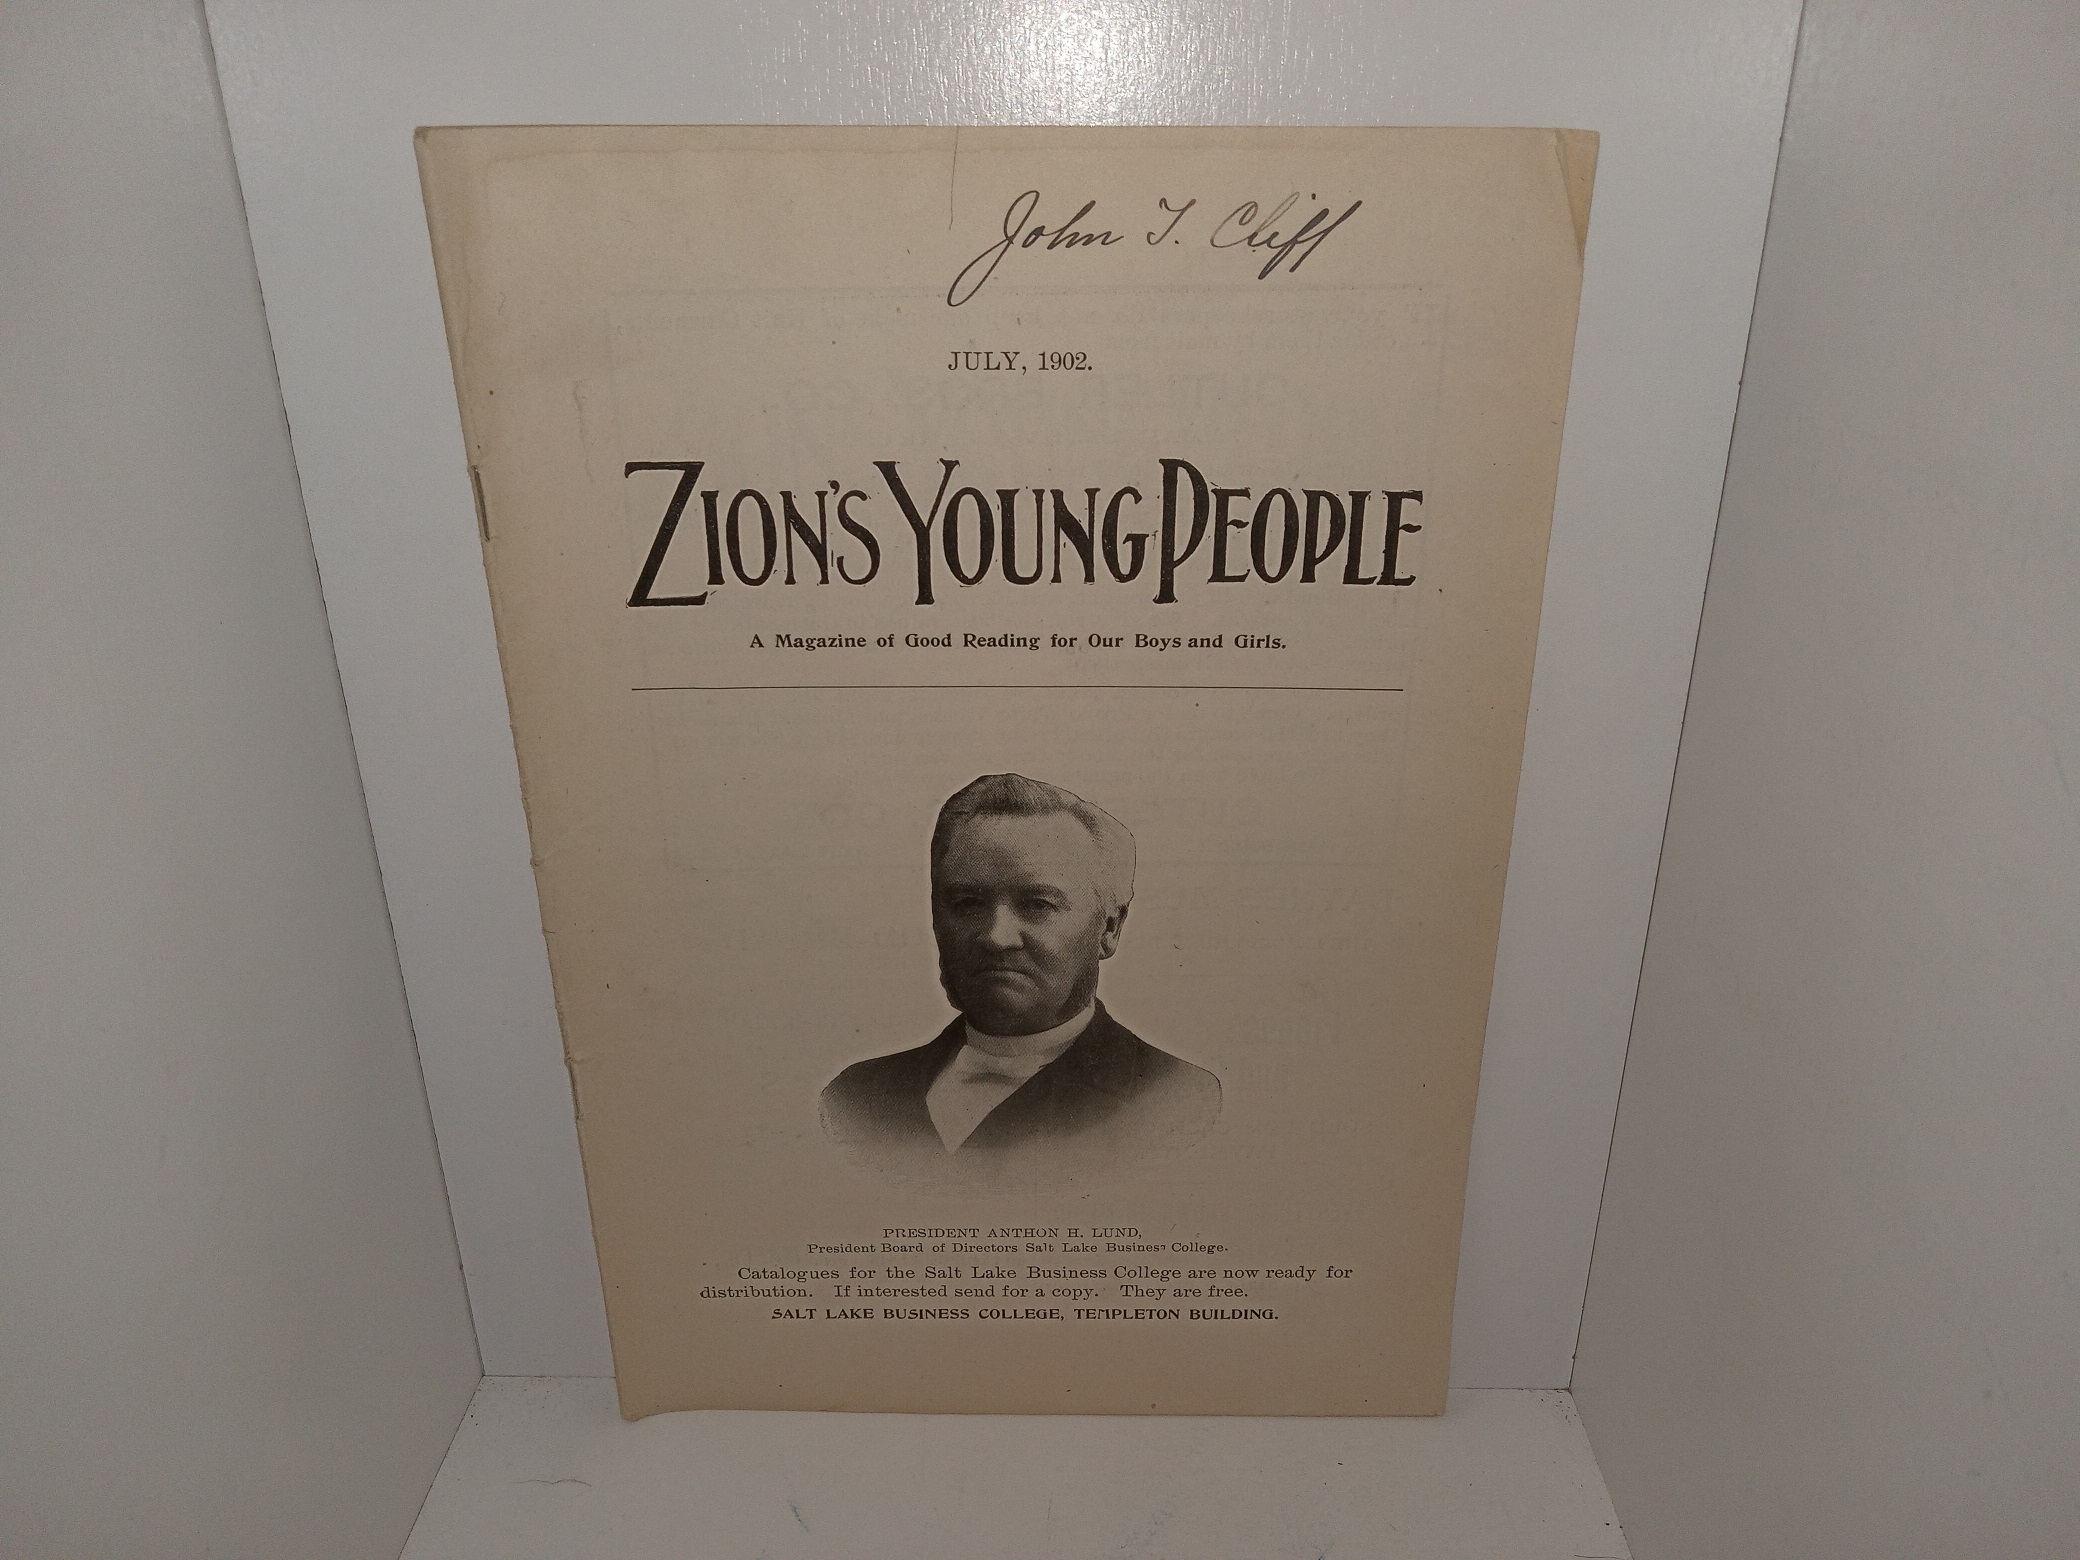 John T. Cliff
JULY, 1902.
ZION'S YOUNG PEOPLE
A Magazine of Good Reading for Our Boys and Girls.
PRESIDENT ANTHON H. LUND,
President Board of Directors Salt Lake Business College.
Catalogues for the Salt Lake Business College are now ready for
distribution. If interested send for a copy. They are free.
SALT LAKE BUSINESS COLLEGE, TEMPLETON BUILDING.